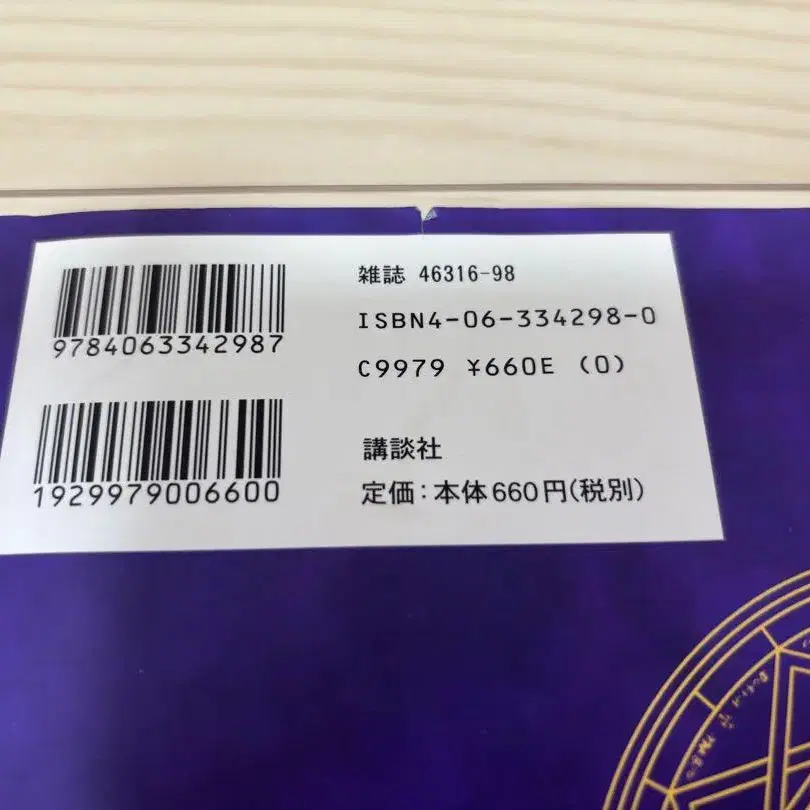 9784063342987
1929979006600
雑誌 46316-98
ISBN4-06-334298-0
C9979 ¥660E (0)
講談社
定価：本体660円(税別)